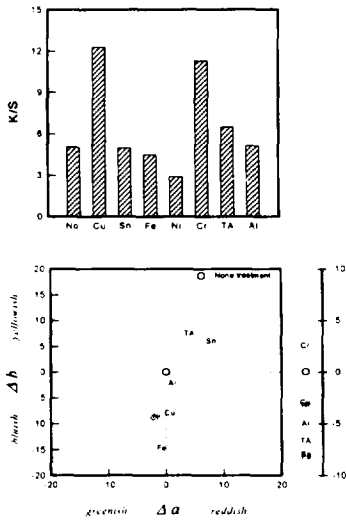 15
12
9
6
3
0
K/S
No Cu Sn Fe Ni Cr TA Al
20
15
10
5
0
-5
-10
-15
-20
yellowish
Δb
bluish
None treatment
TA
Sn
Al
Cu
Fe
-20 -10 0 10 20
greenish Δa reddish
10
5
0
-5
-10
Cr
Al
TA